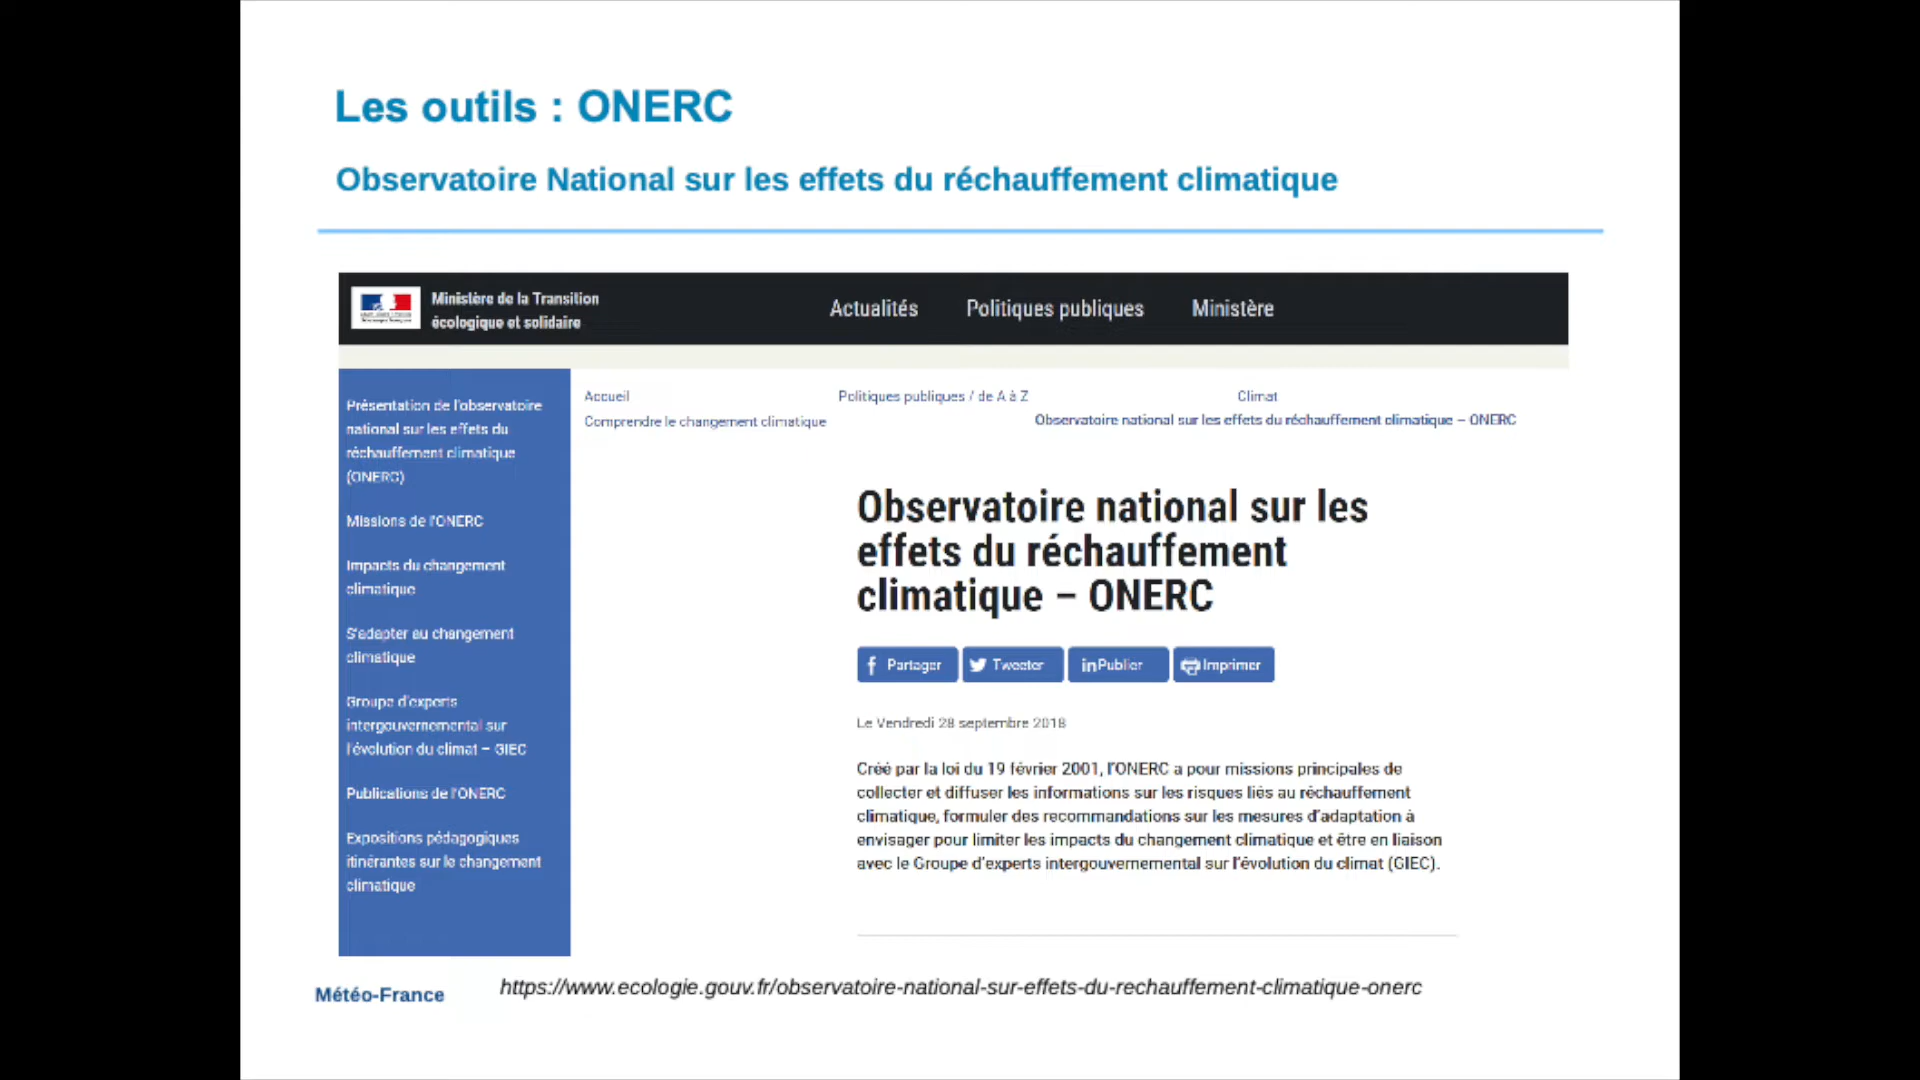 Les outils : ONERC
Observatoire National sur les effets du réchauffement climatique
Ministère de la Transition
écologique et solidaire
Actualités
Politiques publiques
Ministère
Présentation de l'observatoire
national sur les effets du
réchauffement climatique
(ONERC)
Missions de l'ONERC
Impacts du changement
climatique
S'adapter au changement
climatique
Groupe d'experts
intergouvernemental sur
l'évolution du climat – GIEC
Publications de l'ONERC
Expositions pédagogiques
itinérantes sur le changement
climatique
Accueil
Politiques publiques / de A à Z
Climat
Comprendre le changement climatique
Observatoire national sur les effets du réchauffement climatique – ONERC
Observatoire national sur les
effets du réchauffement
climatique – ONERC
Partager
Tweeter
in Publier
Imprimer
Le Vendredi 28 septembre 2018
Créé par la loi du 19 février 2001, l'ONERC a pour missions principales de
collecter et diffuser les informations sur les risques liés au réchauffement
climatique, formuler des recommandations sur les mesures d'adaptation à
envisager pour limiter les impacts du changement climatique et être en liaison
avec le Groupe d'experts intergouvernemental sur l'évolution du climat (GIEC).
Météo-France
https://www.ecologie.gouv.fr/observatoire-national-sur-effets-du-rechauffement-climatique-onerc